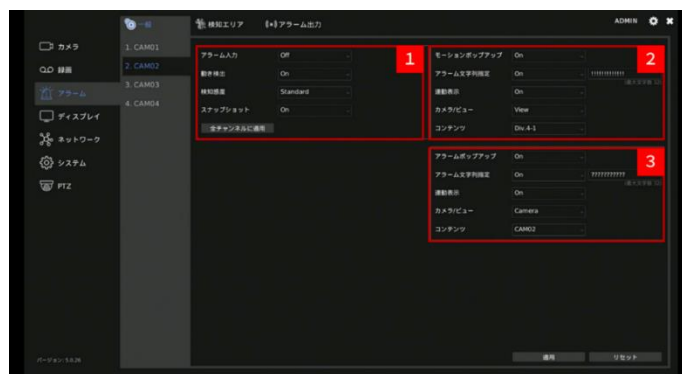 一般
検知エリア
アラーム出力
ADMIN
カメラ
録画
アラーム
ディスプレイ
ネットワーク
システム
PTZ
1. CAM01
2. CAM02
3. CAM03
4. CAM04
1
アラーム入力 Off
動き検出 On
検知感度 Standard
スナップショット On
全チャンネルに適用
2
モーションポップアップ On
アラーム文字列指定 On !!!!!!!!!!!!!
連動表示 On
カメラ/ビュー View
コンテンツ Div.4-1
3
アラームポップアップ On
アラーム文字列指定 On ???????????
連動表示 On
カメラ/ビュー Camera
コンテンツ CAM02
バージョン: 5.0.26
適用
リセット